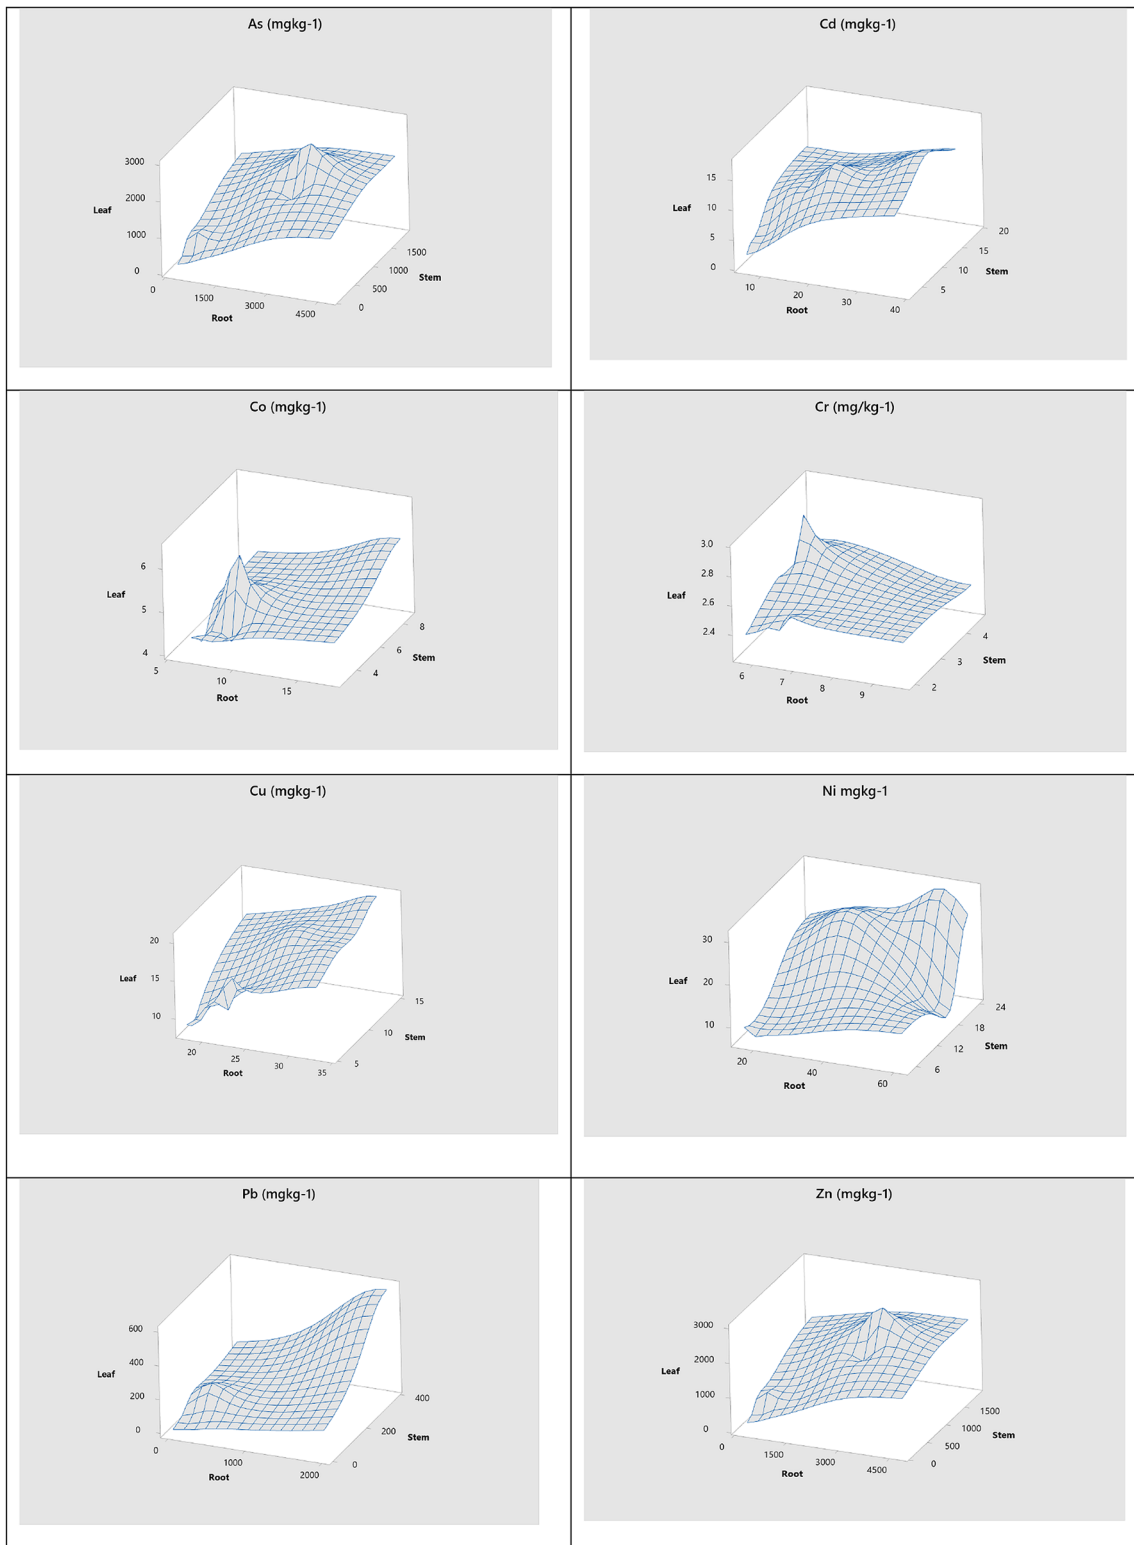 As (mgkg-1)
3000
2000
Leaf
1000
0
0
1500
3000
4500
Root
0
500
1000
1500
Stem
Cd (mgkg-1)
15
10
Leaf
5
0
10
20
30
40
Root
5
10
15
20
Stem
Co (mgkg-1)
6
Leaf
5
4
5
10
15
Root
4
6
8
Stem
Cr (mg/kg-1)
3.0
2.8
Leaf
2.6
2.4
6
7
8
9
Root
2
3
4
Stem
Cu (mgkg-1)
20
Leaf
15
10
20
25
30
35
Root
5
10
15
Stem
Ni mgkg-1
30
Leaf
20
10
20
40
60
Root
6
12
18
24
Stem
Pb (mgkg-1)
600
400
Leaf
200
0
0
1000
2000
Root
0
200
400
Stem
Zn (mgkg-1)
3000
2000
Leaf
1000
0
0
1500
3000
4500
Root
0
500
1000
1500
Stem